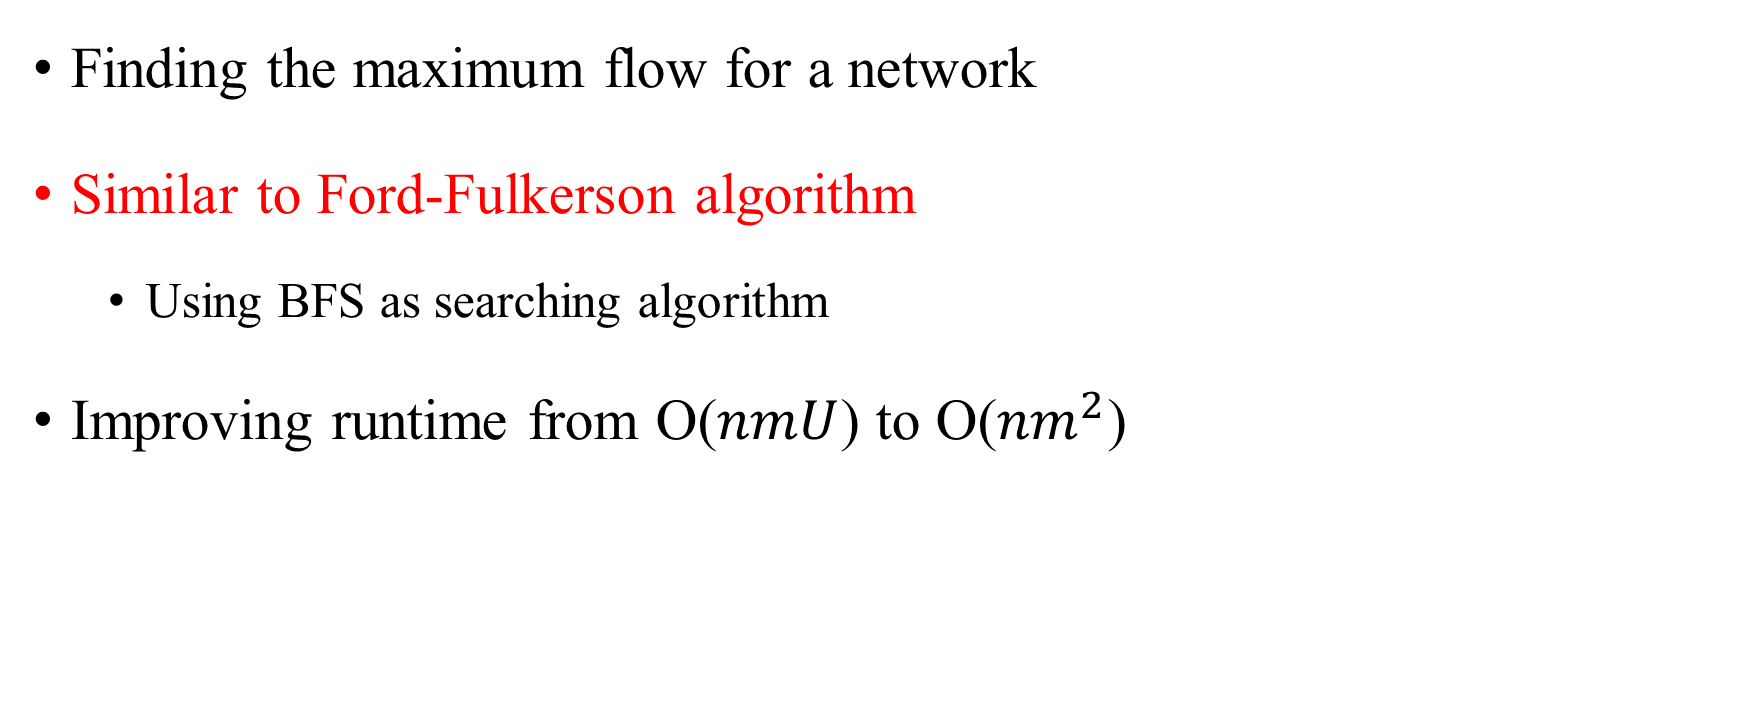 • Finding the maximum flow for a network
• Similar to Ford-Fulkerson algorithm
• Using BFS as searching algorithm
• Improving runtime from O(𝑛𝑚𝑈) to O(𝑛𝑚²)